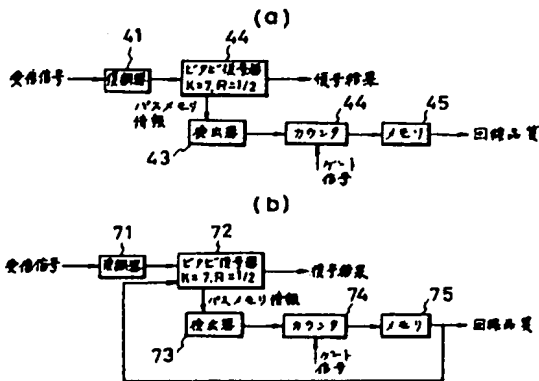 (a)
41
44
受信信号
復調器
ビタビ復号器
K=7,R=1/2
復号結果
パスメモリ
情報
44
45
検出器
カウンタ
メモリ
回線品質
43
ゲート
信号
(b)
71
72
受信信号
復調器
ビタビ復号器
K=7,R=1/2
復号結果
パスメモリ情報
74
75
検出器
カウンタ
メモリ
回線品質
73
ゲート
信号